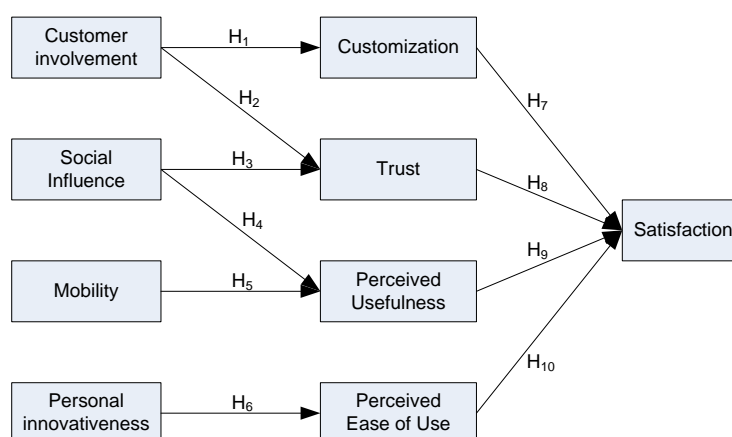 Customer
involvement
H₁
Customization
H₂
H₇
Social
Influence
H₃
Trust
H₈
H₄
Satisfaction
Mobility
H₅
Perceived
Usefulness
H₉
H₁₀
Personal
innovativeness
H₆
Perceived
Ease of Use